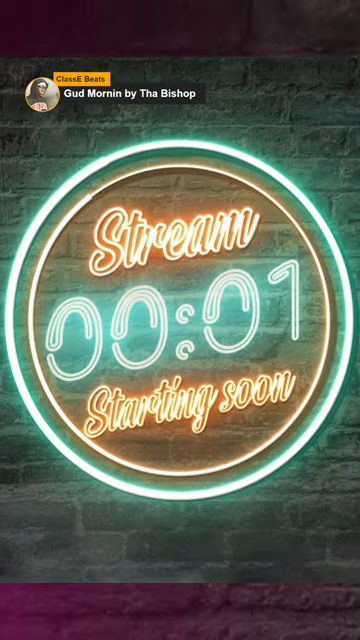 ClassE Beats
Gud Mornin by Tha Bishop
Stream
00:01
Starting soon